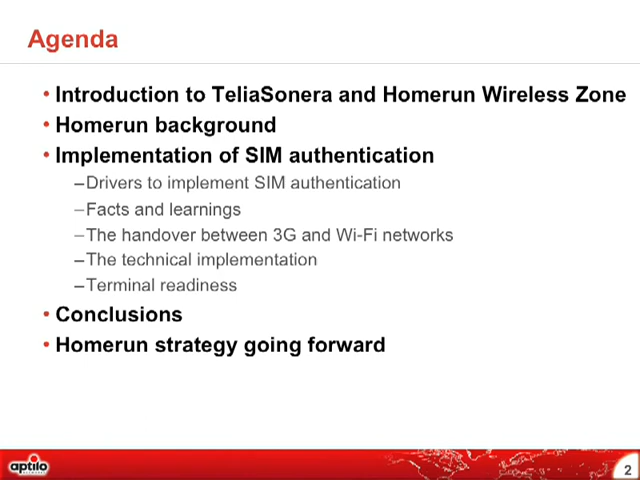 Agenda
• Introduction to TeliaSonera and Homerun Wireless Zone
• Homerun background
• Implementation of SIM authentication
–Drivers to implement SIM authentication
–Facts and learnings
–The handover between 3G and Wi-Fi networks
–The technical implementation
–Terminal readiness
• Conclusions
• Homerun strategy going forward
aptilo
2